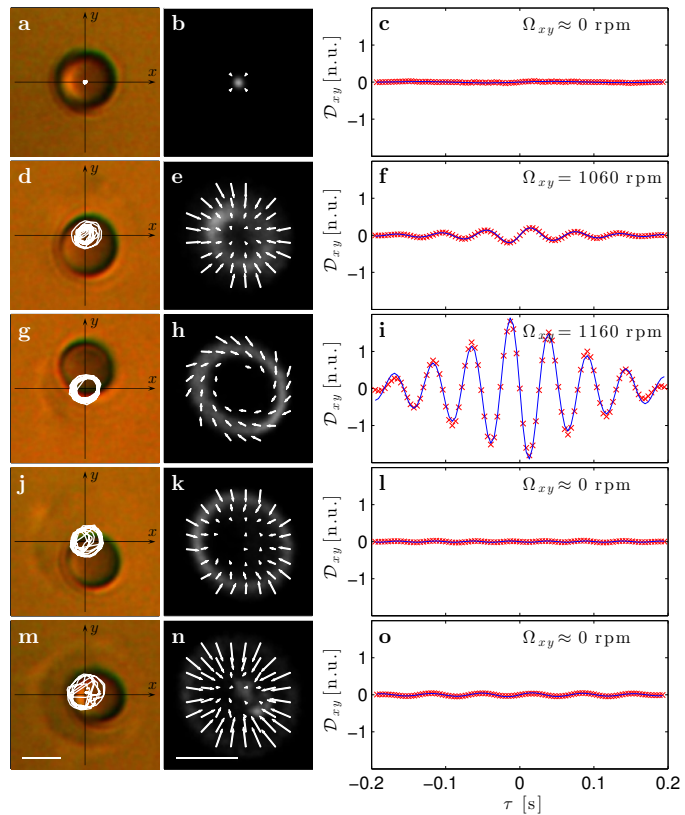 a y x
b
c Ω_xy ≈ 0 rpm
D_xy [n.u.]
1
0
−1
d y x
e
f Ω_xy = 1060 rpm
D_xy [n.u.]
1
0
−1
g y x
h
i Ω_xy = 1160 rpm
D_xy [n.u.]
1
0
−1
j y x
k
l Ω_xy ≈ 0 rpm
D_xy [n.u.]
1
0
−1
m y x
n
o Ω_xy ≈ 0 rpm
D_xy [n.u.]
1
0
−1
−0.2 −0.1 0 0.1 0.2
τ [s]